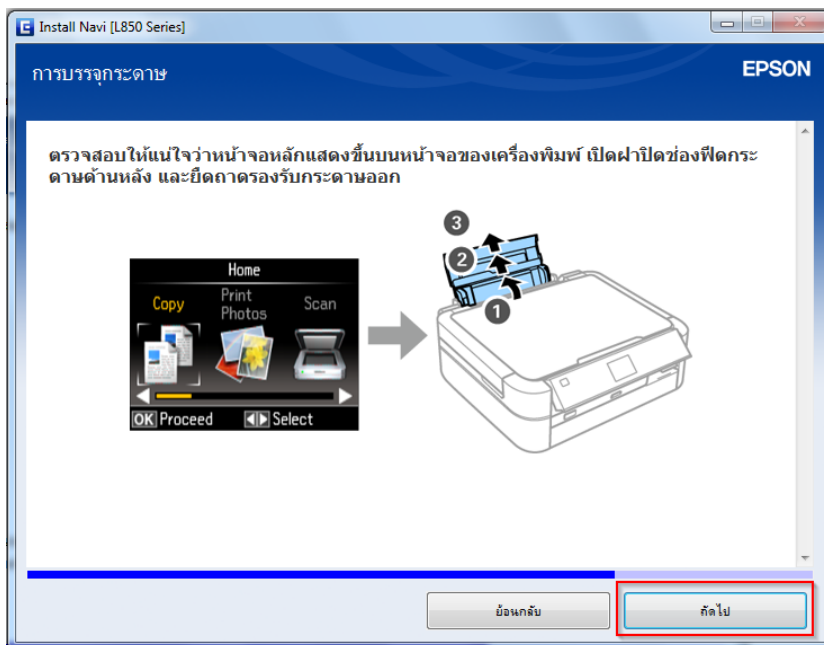 Install Navi [L850 Series]
การบรรจุกระดาษ
EPSON
ตรวจสอบให้แน่ใจว่าหน้าจอหลักแสดงขึ้นบนหน้าจอของเครื่องพิมพ์ เปิดฝาปิดช่องฟีดกระ
ดาษด้านหลัง และยืดถาดรองรับกระดาษออก
Home
Copy
Print
Photos
Scan
OK Proceed
Select
3
2
1
ย้อนกลับ
ถัดไป